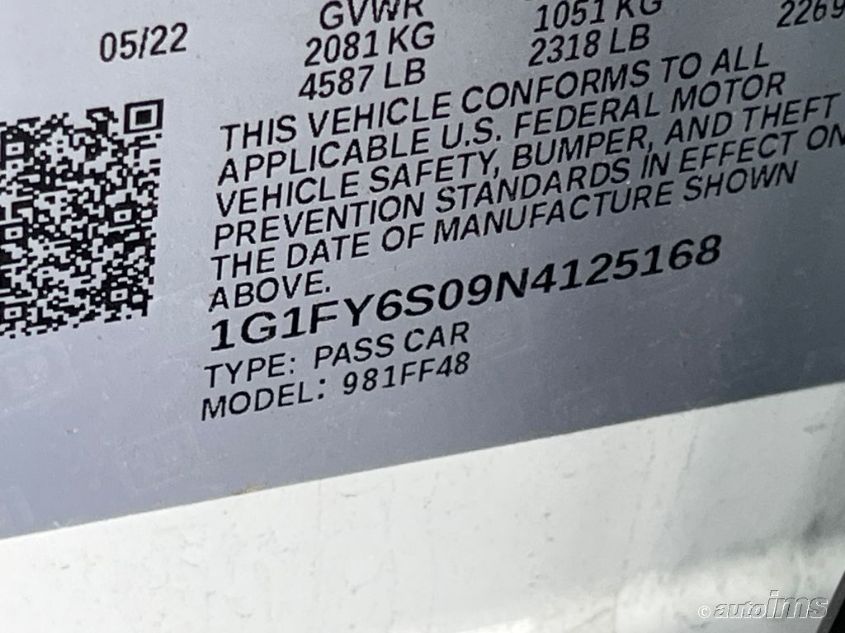 05/22
GVWR
2081 KG
4587 LB
1051 KG
2318 LB
2269
THIS VEHICLE CONFORMS TO ALL
APPLICABLE U.S. FEDERAL MOTOR
VEHICLE SAFETY, BUMPER, AND THEFT
PREVENTION STANDARDS IN EFFECT ON
THE DATE OF MANUFACTURE SHOWN
ABOVE.
1G1FY6S09N4125168
TYPE: PASS CAR
MODEL: 981FF48
© autoims